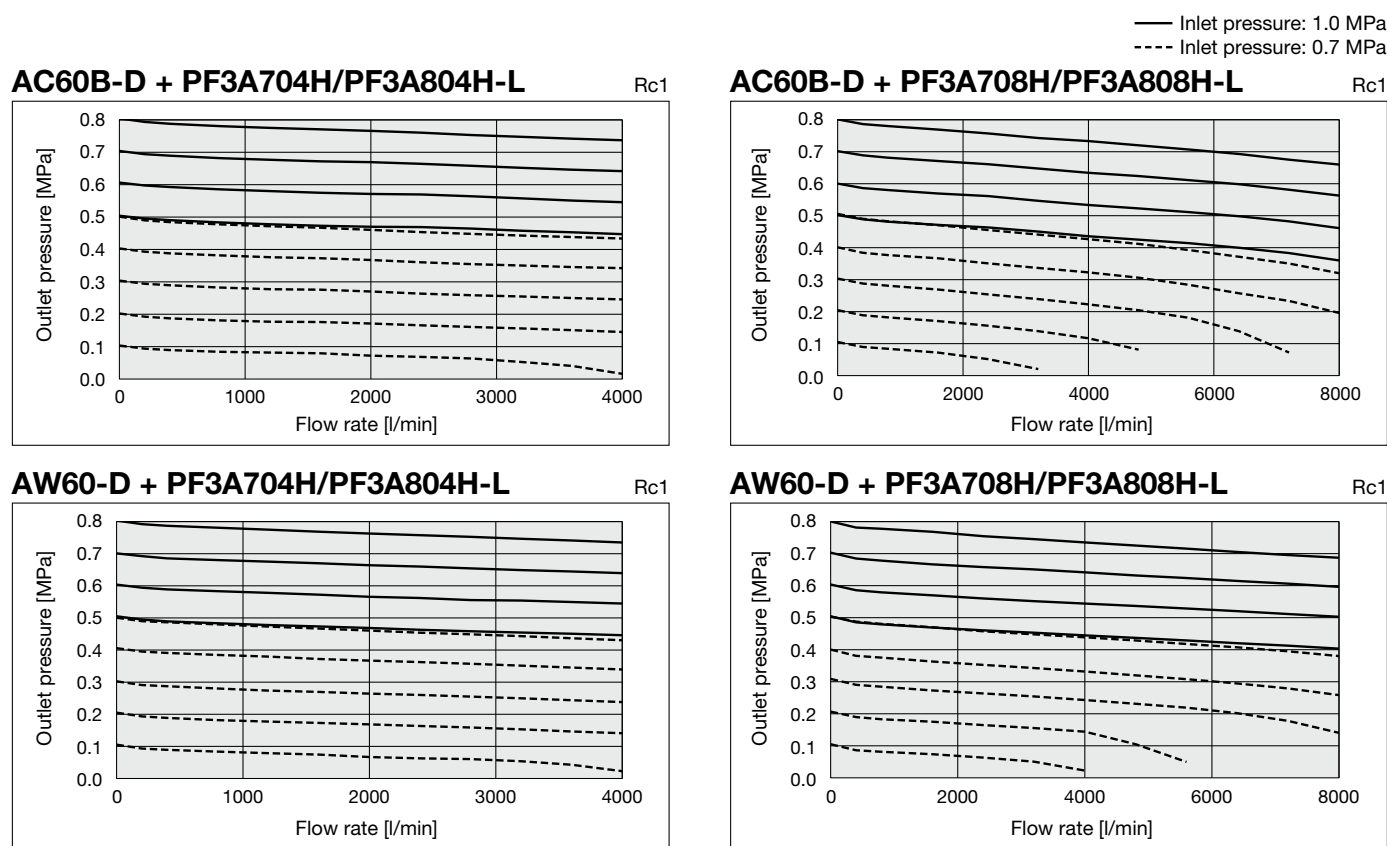 Inlet pressure: 1.0 MPa
Inlet pressure: 0.7 MPa
AC60B-D + PF3A704H/PF3A804H-L Rc1
Outlet pressure [MPa]
0.8
0.7
0.6
0.5
0.4
0.3
0.2
0.1
0.0
0 1000 2000 3000 4000
Flow rate [l/min]
AC60B-D + PF3A708H/PF3A808H-L Rc1
Outlet pressure [MPa]
0.8
0.7
0.6
0.5
0.4
0.3
0.2
0.1
0.0
0 2000 4000 6000 8000
Flow rate [l/min]
AW60-D + PF3A704H/PF3A804H-L Rc1
Outlet pressure [MPa]
0.8
0.7
0.6
0.5
0.4
0.3
0.2
0.1
0.0
0 1000 2000 3000 4000
Flow rate [l/min]
AW60-D + PF3A708H/PF3A808H-L Rc1
Outlet pressure [MPa]
0.8
0.7
0.6
0.5
0.4
0.3
0.2
0.1
0.0
0 2000 4000 6000 8000
Flow rate [l/min]